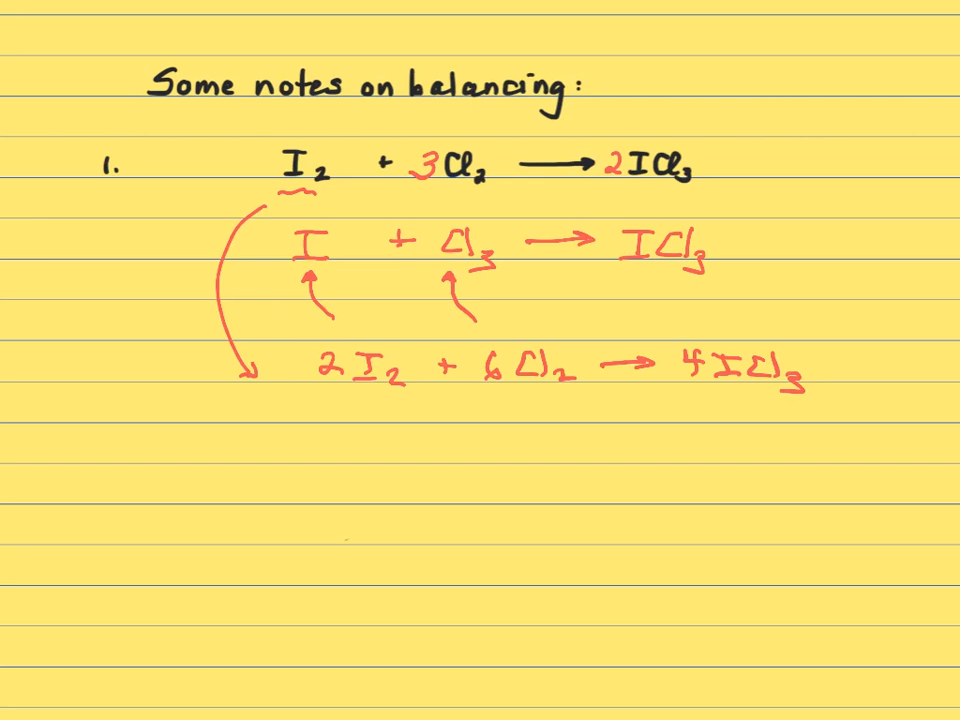 Some notes on balancing:
1. I₂ + 3Cl₂ ⟶ 2ICl₃
I + Cl₃ ⟶ ICl₃
2I₂ + 6Cl₂ ⟶ 4ICl₃